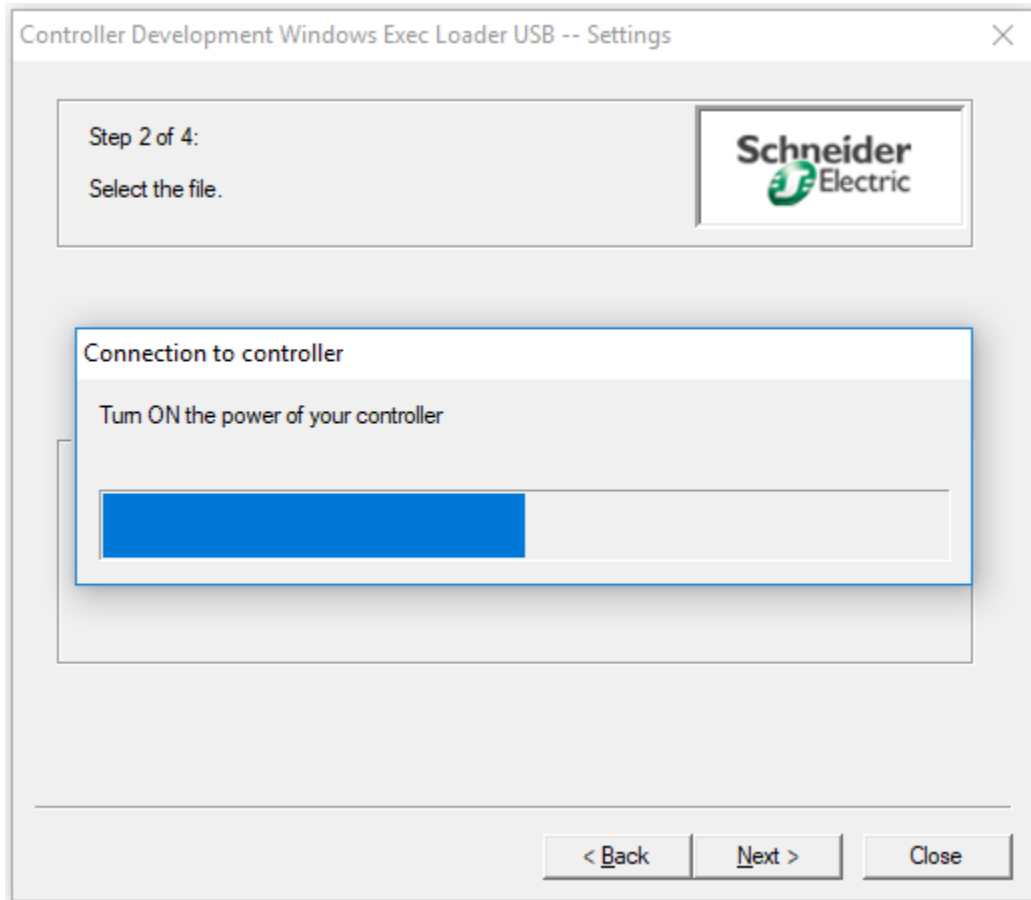 Controller Development Windows Exec Loader USB -- Settings
Step 2 of 4:
Select the file.
Schneider
Electric
Connection to controller
Turn ON the power of your controller
< Back
Next >
Close